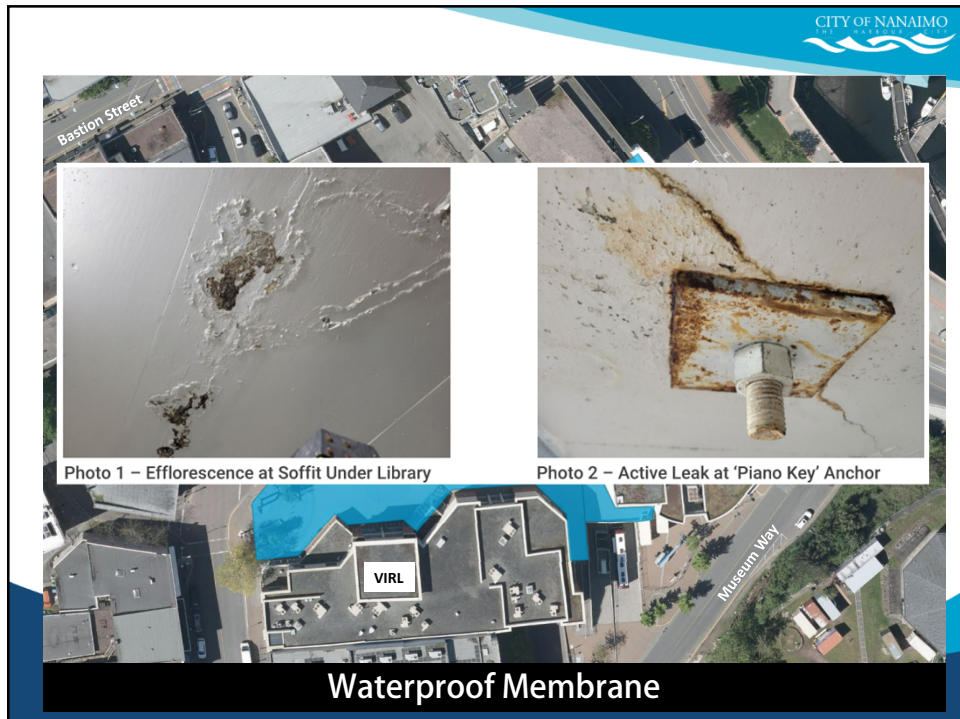 CITY OF NANAIMO
THE HARBOUR CITY
Bastion Street
Photo 1 – Efflorescence at Soffit Under Library
Photo 2 – Active Leak at ‘Piano Key’ Anchor
VIRL
Museum Way
Waterproof Membrane